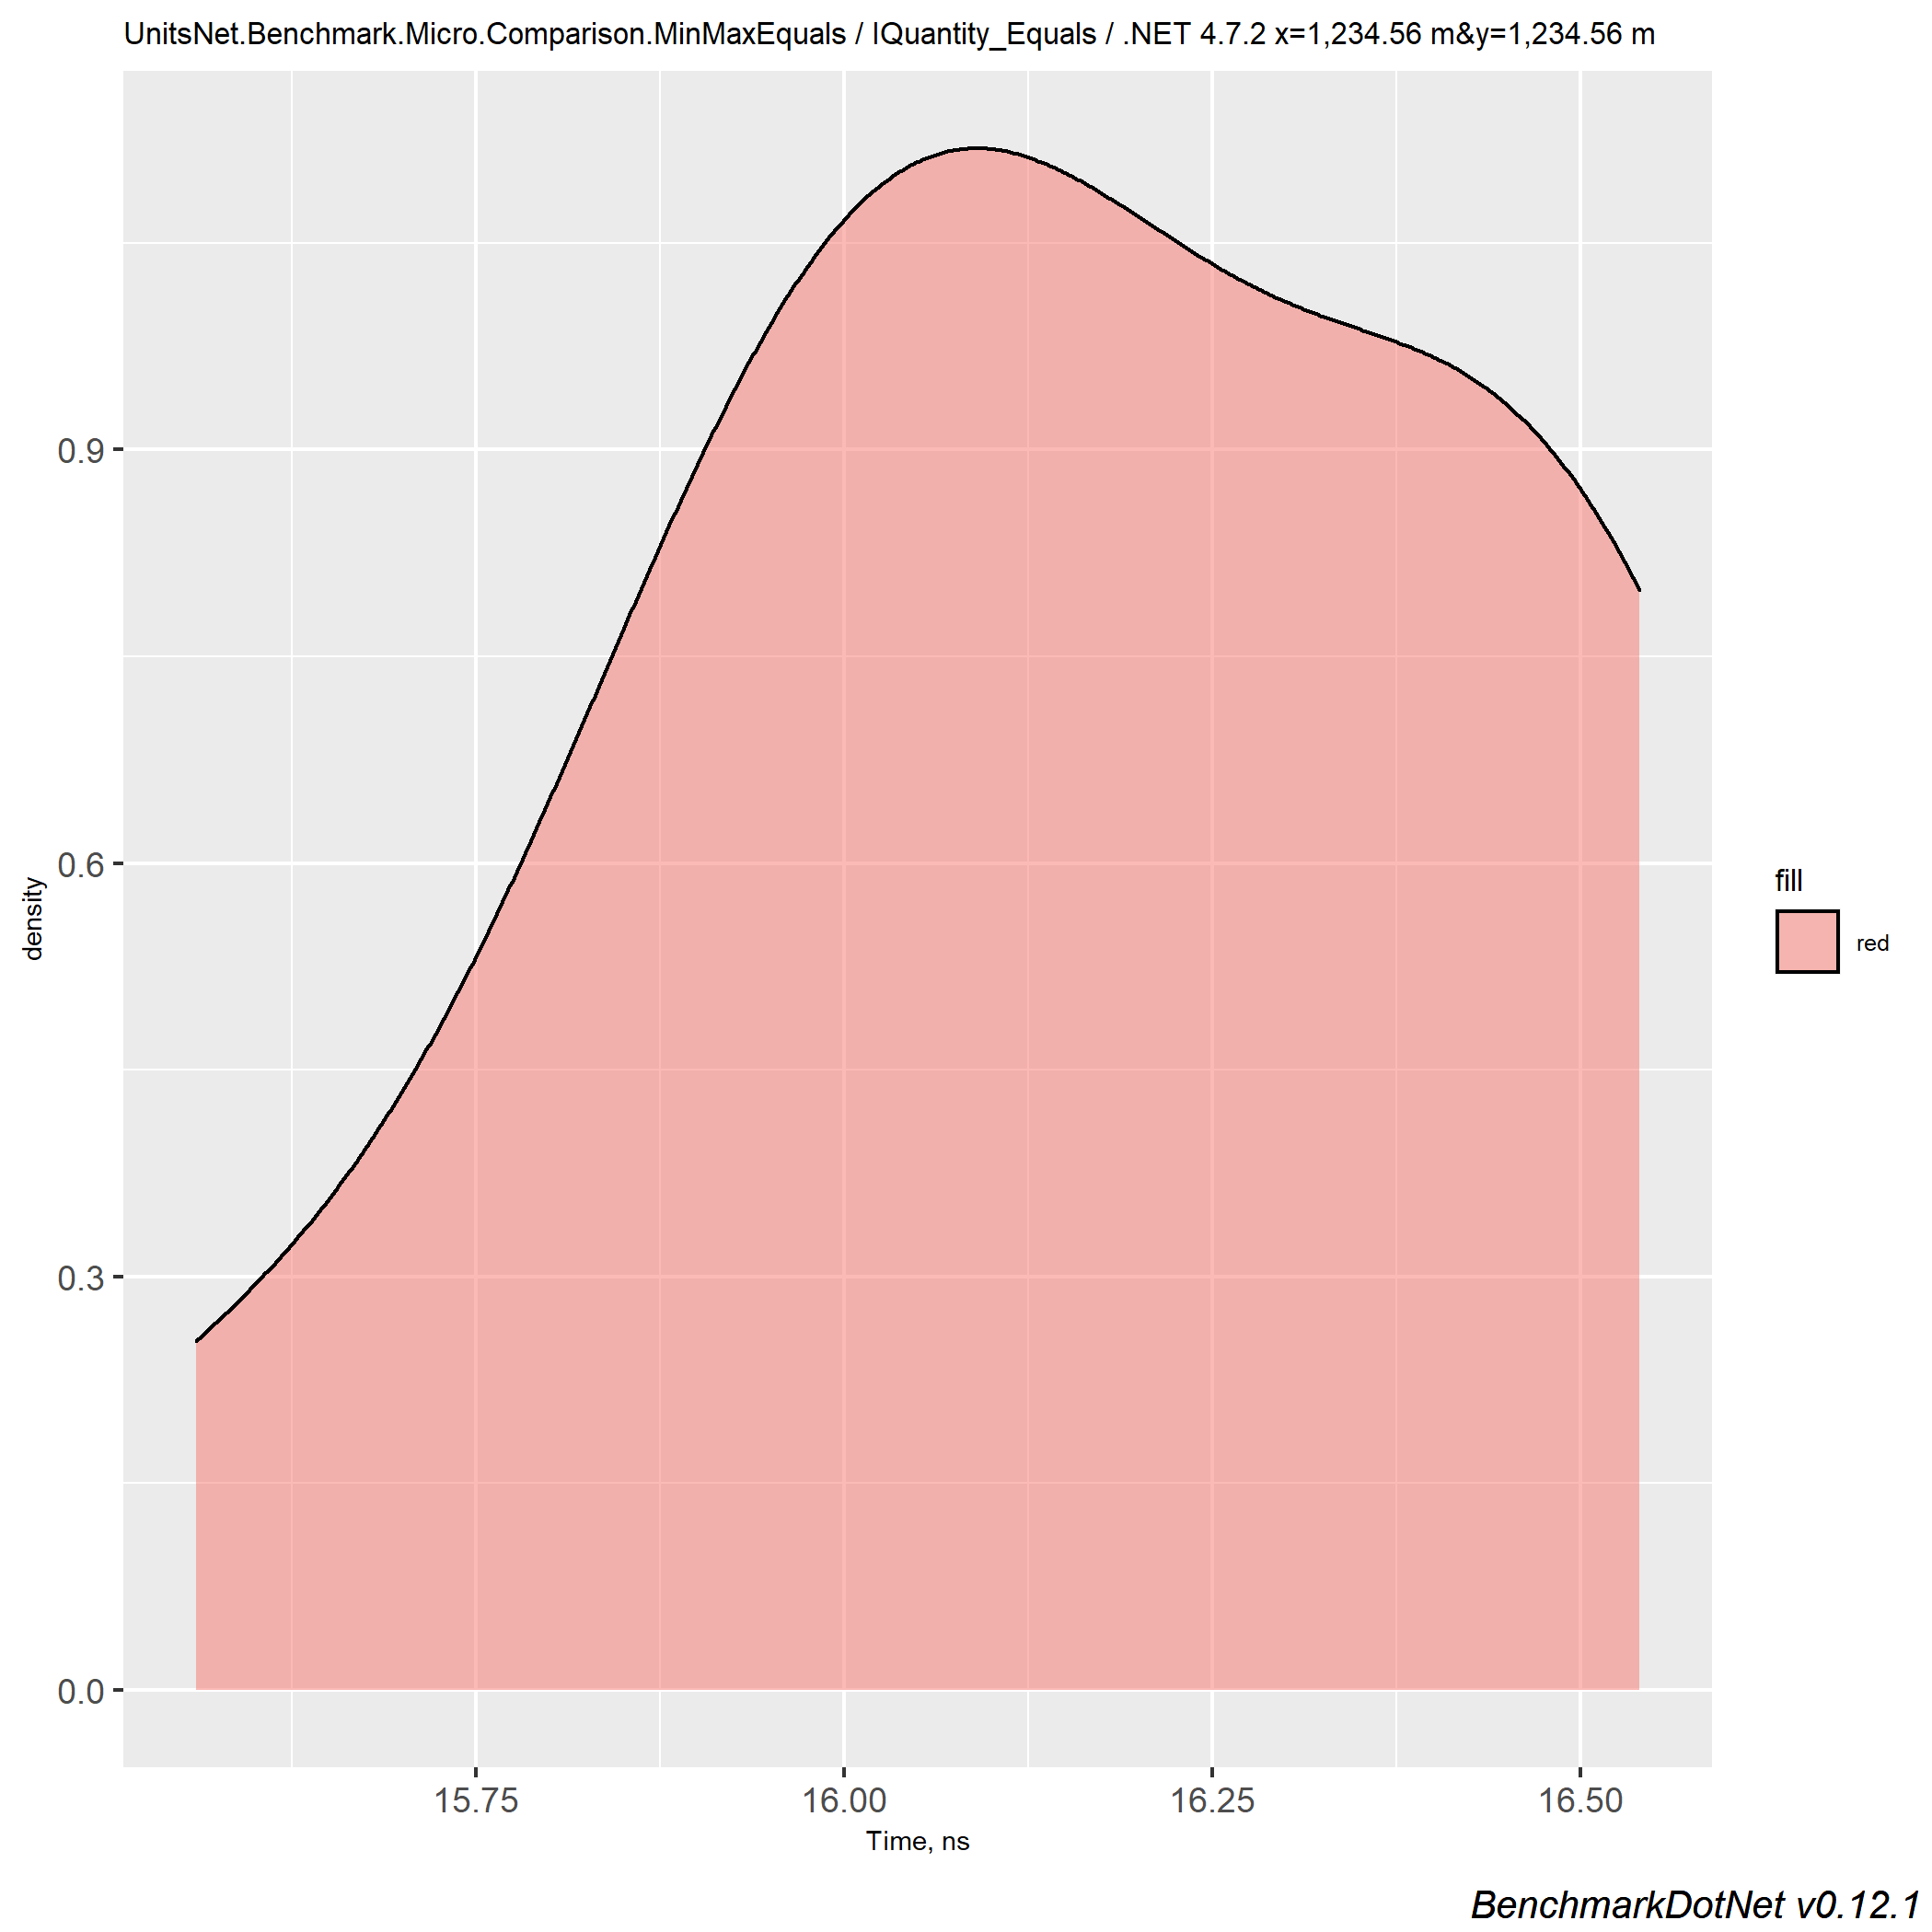 UnitsNet.Benchmark.Micro.Comparison.MinMaxEquals / IQuantity_Equals / .NET 4.7.2 x=1,234.56 m&y=1,234.56 m
0.9
0.6
0.3
0.0
density
15.75 16.00 16.25 16.50
Time, ns
fill
red
BenchmarkDotNet v0.12.1